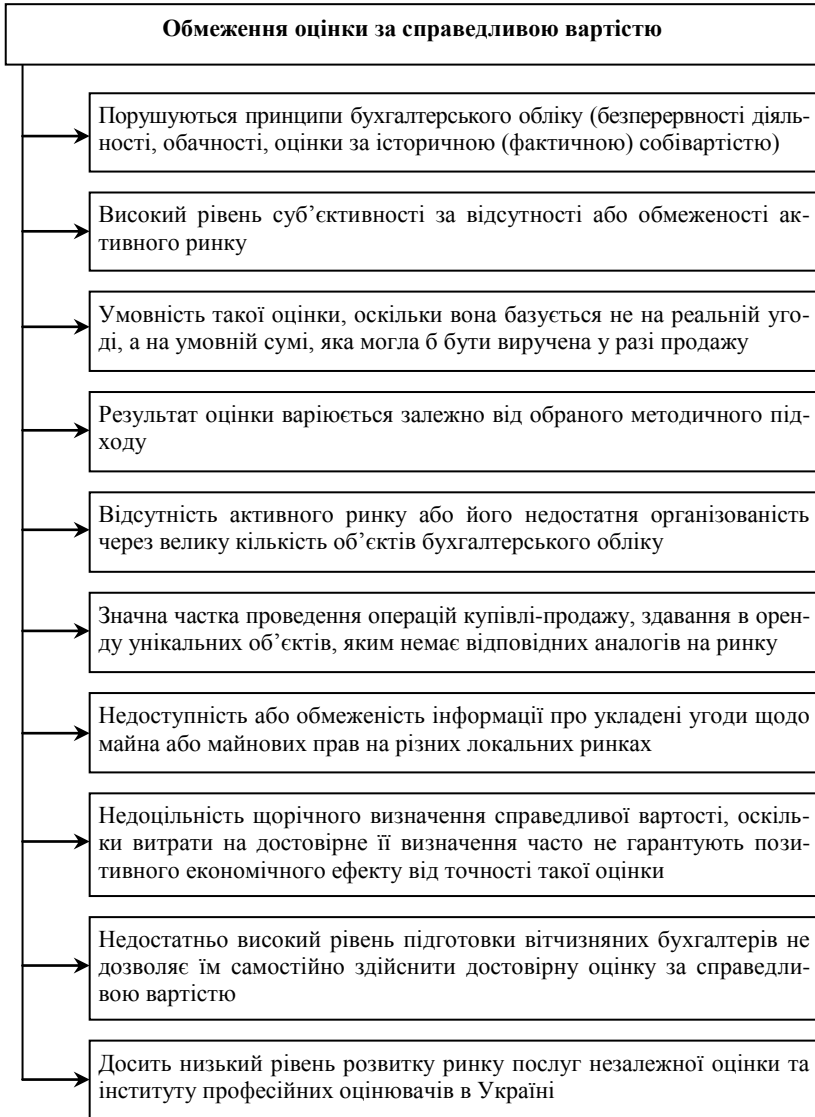 Обмеження оцінки за справедливою вартістю
Порушуються принципи бухгалтерського обліку (безперервності діяль-
ності, обачності, оцінки за історичною (фактичною) собівартістю)
Високий рівень суб’єктивності за відсутності або обмеженості ак-
тивного ринку
Умовність такої оцінки, оскільки вона базується не на реальній уго-
ді, а на умовній сумі, яка могла б бути виручена у разі продажу
Результат оцінки варіюється залежно від обраного методичного під-
ходу
Відсутність активного ринку або його недостатня організованість
через велику кількість об’єктів бухгалтерського обліку
Значна частка проведення операцій купівлі-продажу, здавання в орен-
ду унікальних об’єктів, яким немає відповідних аналогів на ринку
Недоступність або обмеженість інформації про укладені угоди щодо
майна або майнових прав на різних локальних ринках
Недоцільність щорічного визначення справедливої вартості, оскіль-
ки витрати на достовірне її визначення часто не гарантують пози-
тивного економічного ефекту від точності такої оцінки
Недостатньо високий рівень підготовки вітчизняних бухгалтерів не
дозволяє їм самостійно здійснити достовірну оцінку за справедли-
вою вартістю
Досить низький рівень розвитку ринку послуг незалежної оцінки та
інституту професійних оцінювачів в Україні